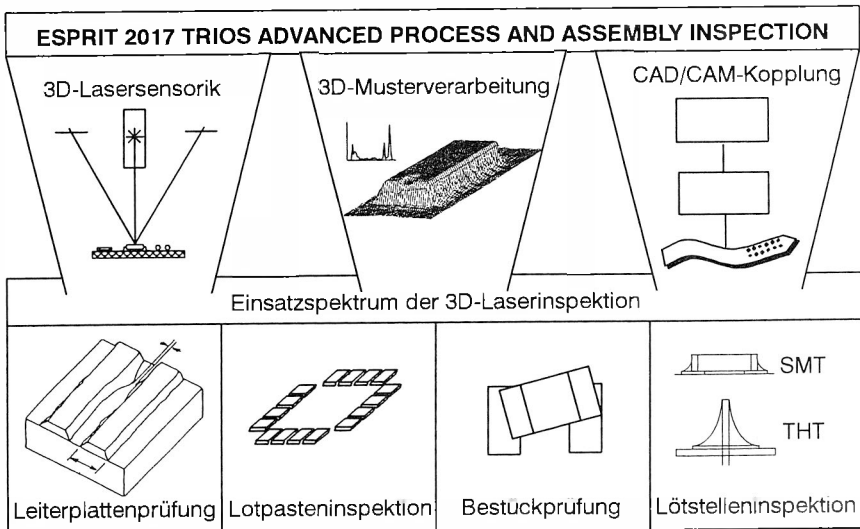 ESPRIT 2017 TRIOS ADVANCED PROCESS AND ASSEMBLY INSPECTION
3D-Lasersensorik
3D-Musterverarbeitung
CAD/CAM-Kopplung
Einsatzspektrum der 3D-Laserinspektion
SMT
THT
Leiterplattenprüfung
Lotpasteninspektion
Bestückprüfung
Lötstelleninspektion